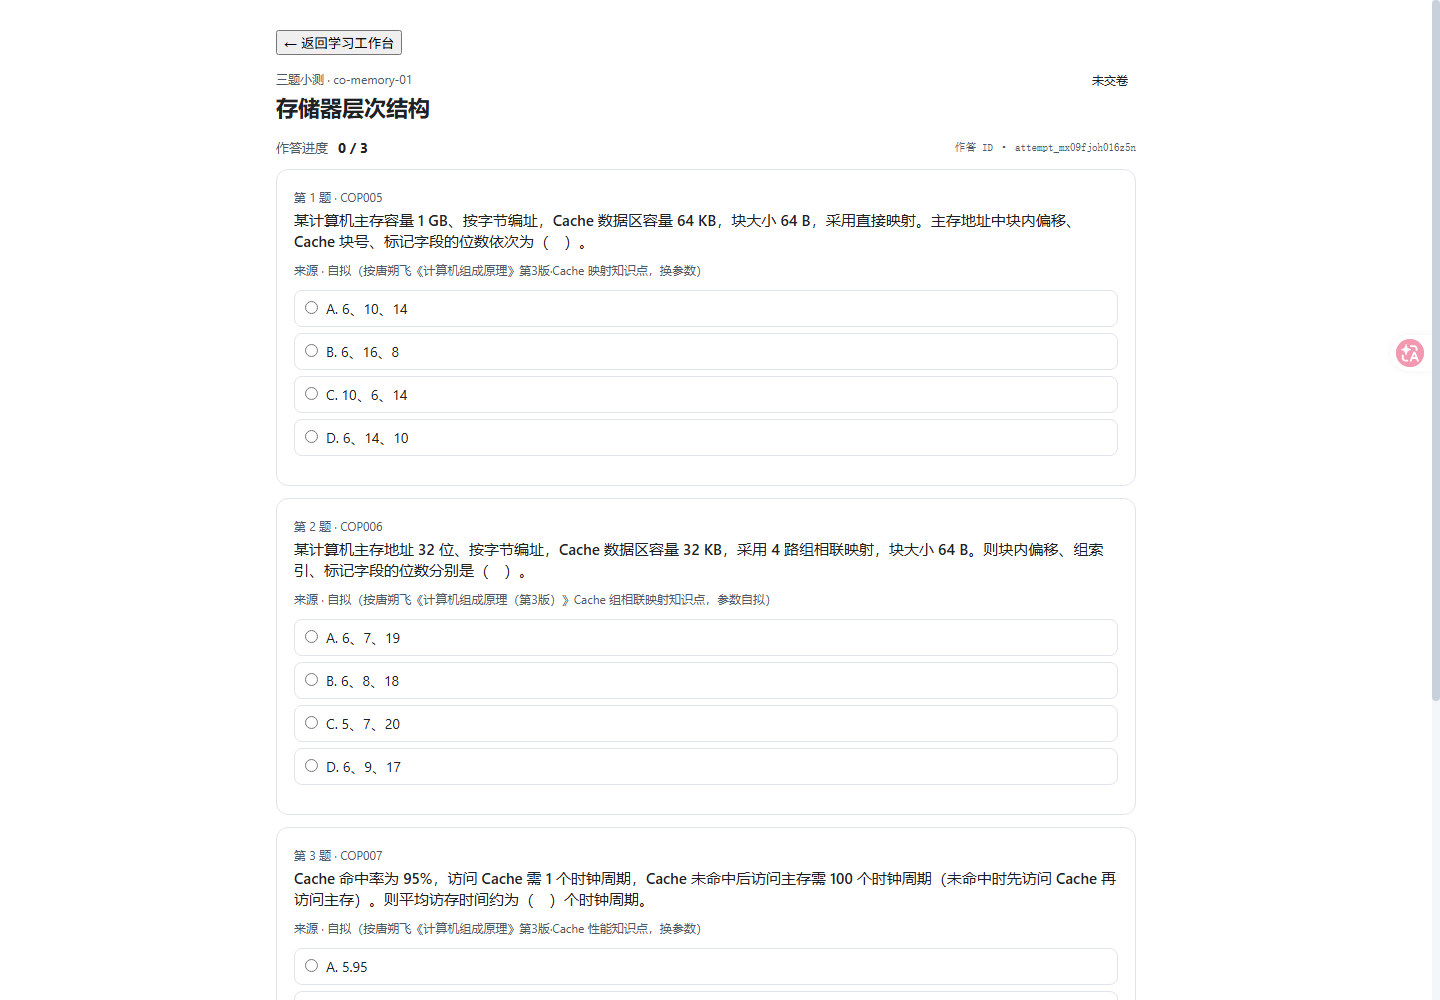 ← 返回学习工作台
三题小测 · co-memory-01
未交卷
存储器层次结构
作答进度 0 / 3
作答 ID · attempt_mx09fjoh016z5n
第 1 题 · COP005
某计算机主存容量 1 GB、按字节编址，Cache 数据区容量 64 KB，块大小 64 B，采用直接映射。主存地址中块内偏移、
Cache 块号、标记字段的位数依次为（　）。
来源 · 自拟（按唐朔飞《计算机组成原理》第3版·Cache 映射知识点，换参数）
A. 6、10、14
B. 6、16、8
C. 10、6、14
D. 6、14、10
第 2 题 · COP006
某计算机主存地址 32 位、按字节编址，Cache 数据区容量 32 KB，采用 4 路组相联映射，块大小 64 B。则块内偏移、组索
引、标记字段的位数分别是（　）。
来源 · 自拟（按唐朔飞《计算机组成原理（第3版）》Cache 组相联映射知识点，参数自拟）
A. 6、7、19
B. 6、8、18
C. 5、7、20
D. 6、9、17
第 3 题 · COP007
Cache 命中率为 95%，访问 Cache 需 1 个时钟周期，Cache 未命中后访问主存需 100 个时钟周期（未命中时先访问 Cache 再
访问主存）。则平均访存时间约为（　）个时钟周期。
来源 · 自拟（按唐朔飞《计算机组成原理》第3版·Cache 性能知识点，换参数）
A. 5.95